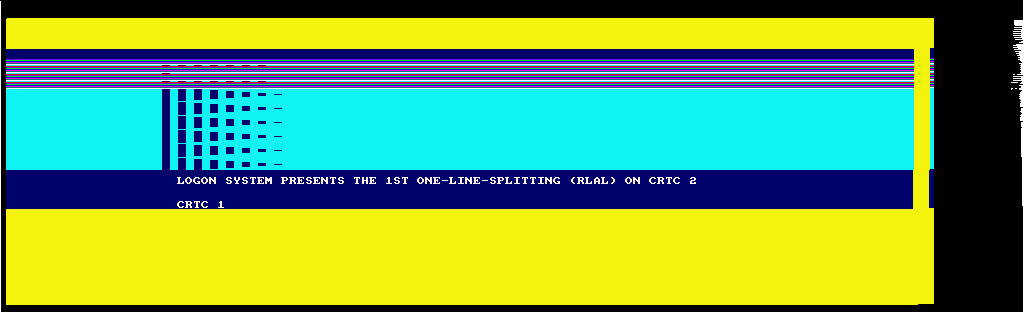 LOGON SYSTEM PRESENTS THE 1ST ONE-LINE-SPLITTING (RLAL) ON CRTC 2
CRTC 1